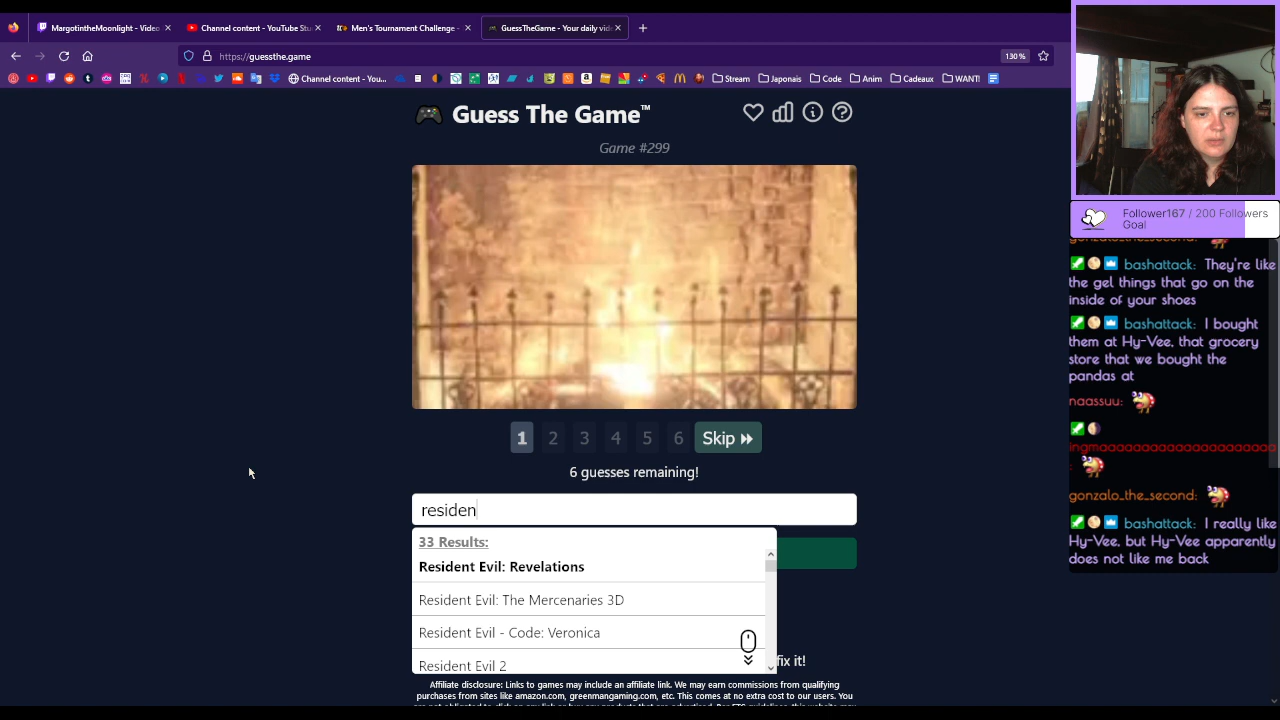 MargotintheMoonlight - Video
Channel content - YouTube Stu
Men's Tournament Challenge -
GuessTheGame - Your daily vide
https://guessthe.game
130%
Channel content - You...
Stream
Japonais
Code
Anim
Cadeaux
WANT!
Guess The Game™
Game #299
1 2 3 4 5 6 Skip
6 guesses remaining!
residen
33 Results:
Resident Evil: Revelations
Resident Evil: The Mercenaries 3D
Resident Evil - Code: Veronica
Resident Evil 2
fix it!
Affiliate disclosure: Links to games may include an affiliate link. We may earn commissions from qualifying
purchases from sites like amazon.com, greenmangaming.com, etc. This comes at no extra cost to our users. You
Follower167 / 200 Followers
Goal
gonzalo_the_second:
bashattack: They're like
the gel things that go on the
inside of your shoes
bashattack: I bought
them at Hy-Vee, that grocery
store that we bought the
pandas at
naassuu:
gonzalo_the_second:
bashattack: I really like
Hy-Vee, but Hy-Vee apparently
does not like me back